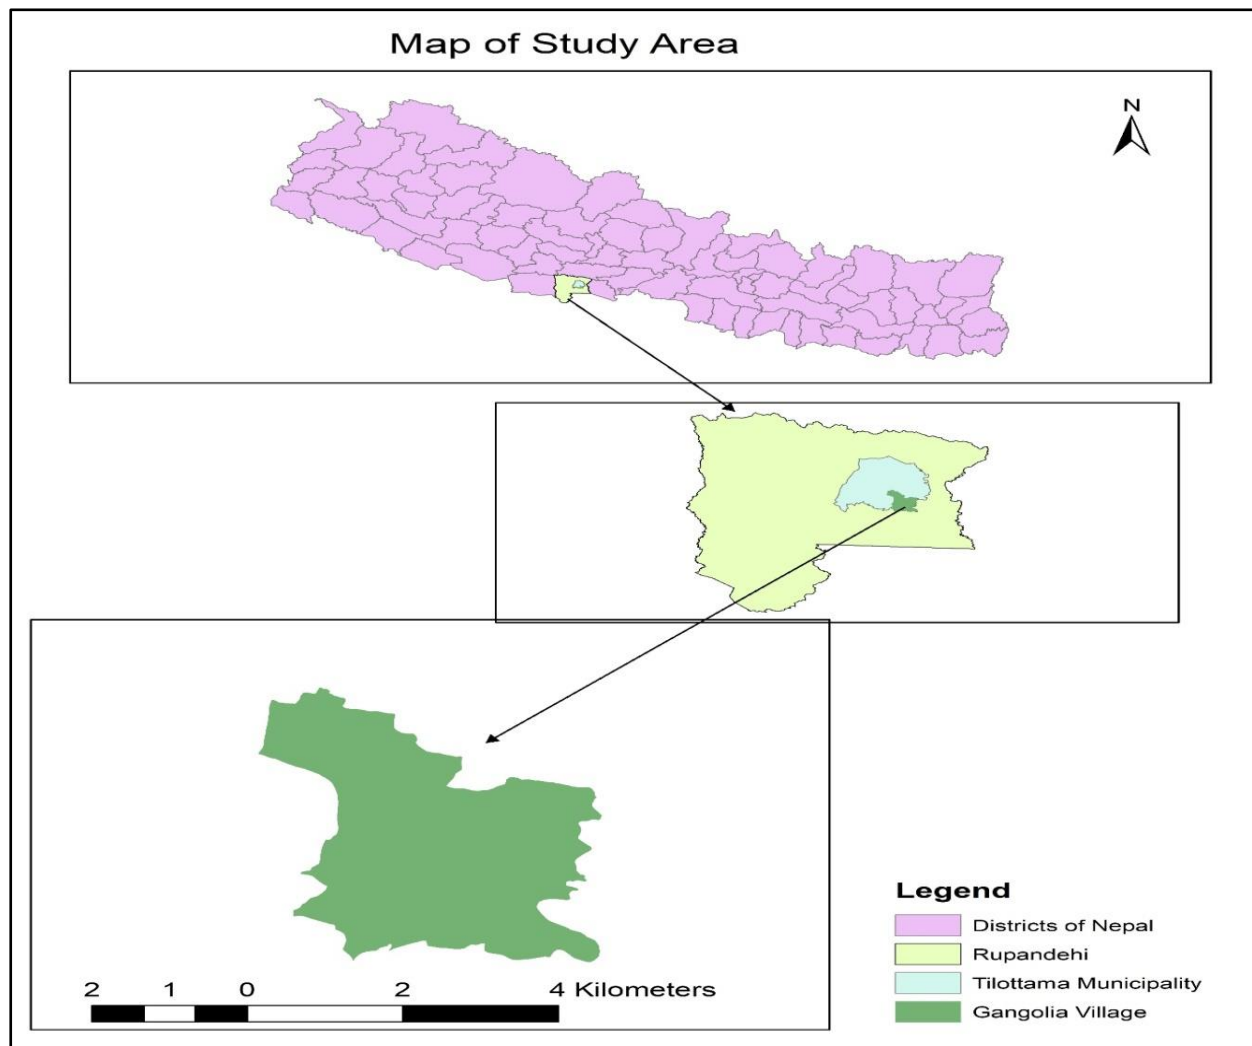 Map of Study Area
N
2 1 0 2 4 Kilometers
Legend
Districts of Nepal
Rupandehi
Tilottama Municipality
Gangolia Village